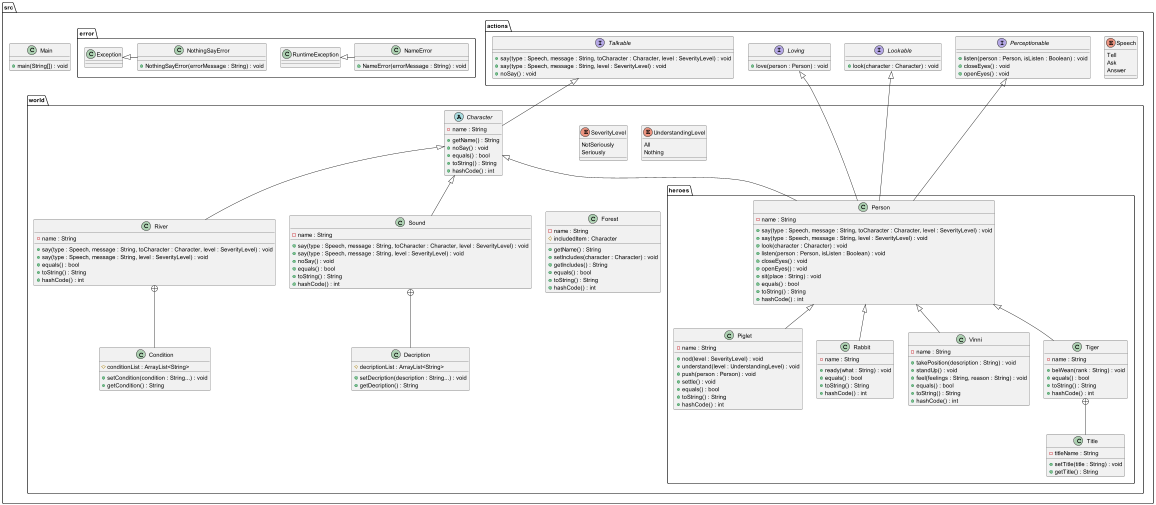 src
C Main
main(String[]) : void
error
C Exception
C NothingSayError
NothingSayError(errorMessage : String) : void
C RuntimeException
C NameError
NameError(errorMessage : String) : void
actions
I Talkable
say(type : Speech, message : String, toCharacter : Character, level : SeverityLevel) : void
say(type : Speech, message : String, level : SeverityLevel) : void
noSay() : void
I Loving
love(person : Person) : void
I Lookable
look(character : Character) : void
I Perceptionable
listen(person : Person, isListen : Boolean) : void
closeEyes() : void
openEyes() : void
E Speech
Tell
Ask
Answer
world
A Character
name : String
getName() : String
noSay() : void
equals() : bool
toString() : String
hashCode() : int
E SeverityLevel
NotSeriously
Seriously
E UnderstandingLevel
All
Nothing
C River
name : String
say(type : Speech, message : String, toCharacter : Character, level : SeverityLevel) : void
say(type : Speech, message : String, level : SeverityLevel) : void
equals() : bool
toString() : String
hashCode() : int
C Sound
name : String
say(type : Speech, message : String, toCharacter : Character, level : SeverityLevel) : void
say(type : Speech, message : String, level : SeverityLevel) : void
noSay() : void
equals() : bool
toString() : String
hashCode() : int
C Forest
name : String
includedItem : Character
getName() : String
setIncludes(character : Character) : void
getIncludes() : String
equals() : bool
toString() : String
hashCode() : int
C Condition
conditionList : ArrayList<String>
setCondition(condition : String...) : void
getCondition() : String
C Decription
decriptionList : ArrayList<String>
setDecription(description : String...) : void
getDecription() : String
heroes
C Person
name : String
say(type : Speech, message : String, toCharacter : Character, level : SeverityLevel) : void
say(type : Speech, message : String, level : SeverityLevel) : void
look(character : Character) : void
listen(person : Person, isListen : Boolean) : void
closeEyes() : void
openEyes() : void
sit(place : String) : void
equals() : bool
toString() : String
hashCode() : int
C Piglet
name : String
nod(level : SeverityLevel) : void
understand(level : UnderstandingLevel) : void
push(person : Person) : void
settle() : void
equals() : bool
toString() : String
hashCode() : int
C Rabbit
name : String
ready(what : String) : void
equals() : bool
toString() : String
hashCode() : int
C Vinni
name : String
takePosition(description : String) : void
standUp() : void
feel(feelings : String, reason : String) : void
equals() : bool
toString() : String
hashCode() : int
C Tiger
name : String
beWean(rank : String) : void
equals() : bool
toString() : String
hashCode() : int
C Title
titleName : String
setTitle(title : String) : void
getTitle() : String